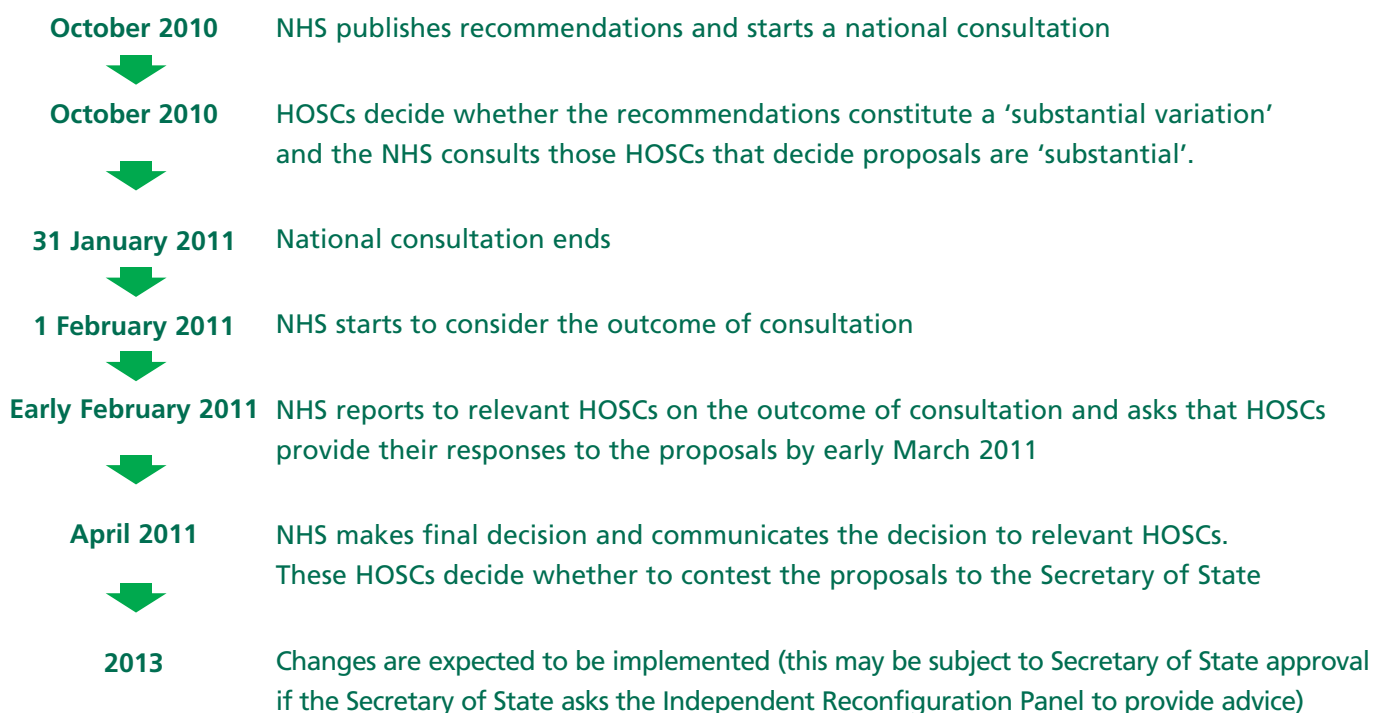 October 2010 NHS publishes recommendations and starts a national consultation
October 2010 HOSCs decide whether the recommendations constitute a ‘substantial variation’
and the NHS consults those HOSCs that decide proposals are ‘substantial’.
31 January 2011 National consultation ends
1 February 2011 NHS starts to consider the outcome of consultation
Early February 2011 NHS reports to relevant HOSCs on the outcome of consultation and asks that HOSCs
provide their responses to the proposals by early March 2011
April 2011 NHS makes final decision and communicates the decision to relevant HOSCs.
These HOSCs decide whether to contest the proposals to the Secretary of State
2013 Changes are expected to be implemented (this may be subject to Secretary of State approval
if the Secretary of State asks the Independent Reconfiguration Panel to provide advice)